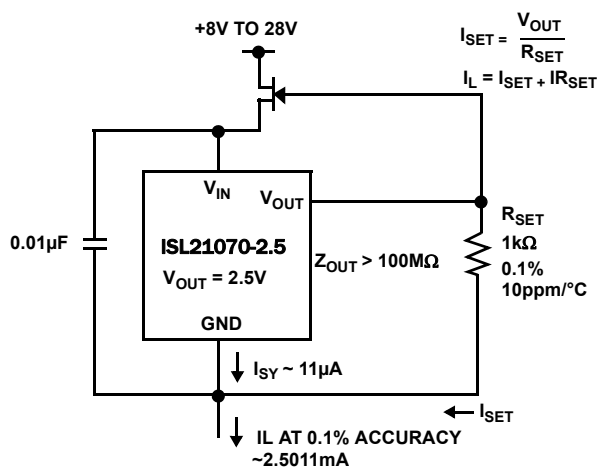 +8V TO 28V
I_SET = V_OUT
R_SET
I_L = I_SET + IR_SET
V_IN
V_OUT
0.01µF
ISL21070-2.5
V_OUT = 2.5V
Z_OUT > 100MΩ
R_SET
1kΩ
0.1%
10ppm/°C
GND
I_SY ~ 11µA
I_SET
IL AT 0.1% ACCURACY
~2.5011mA